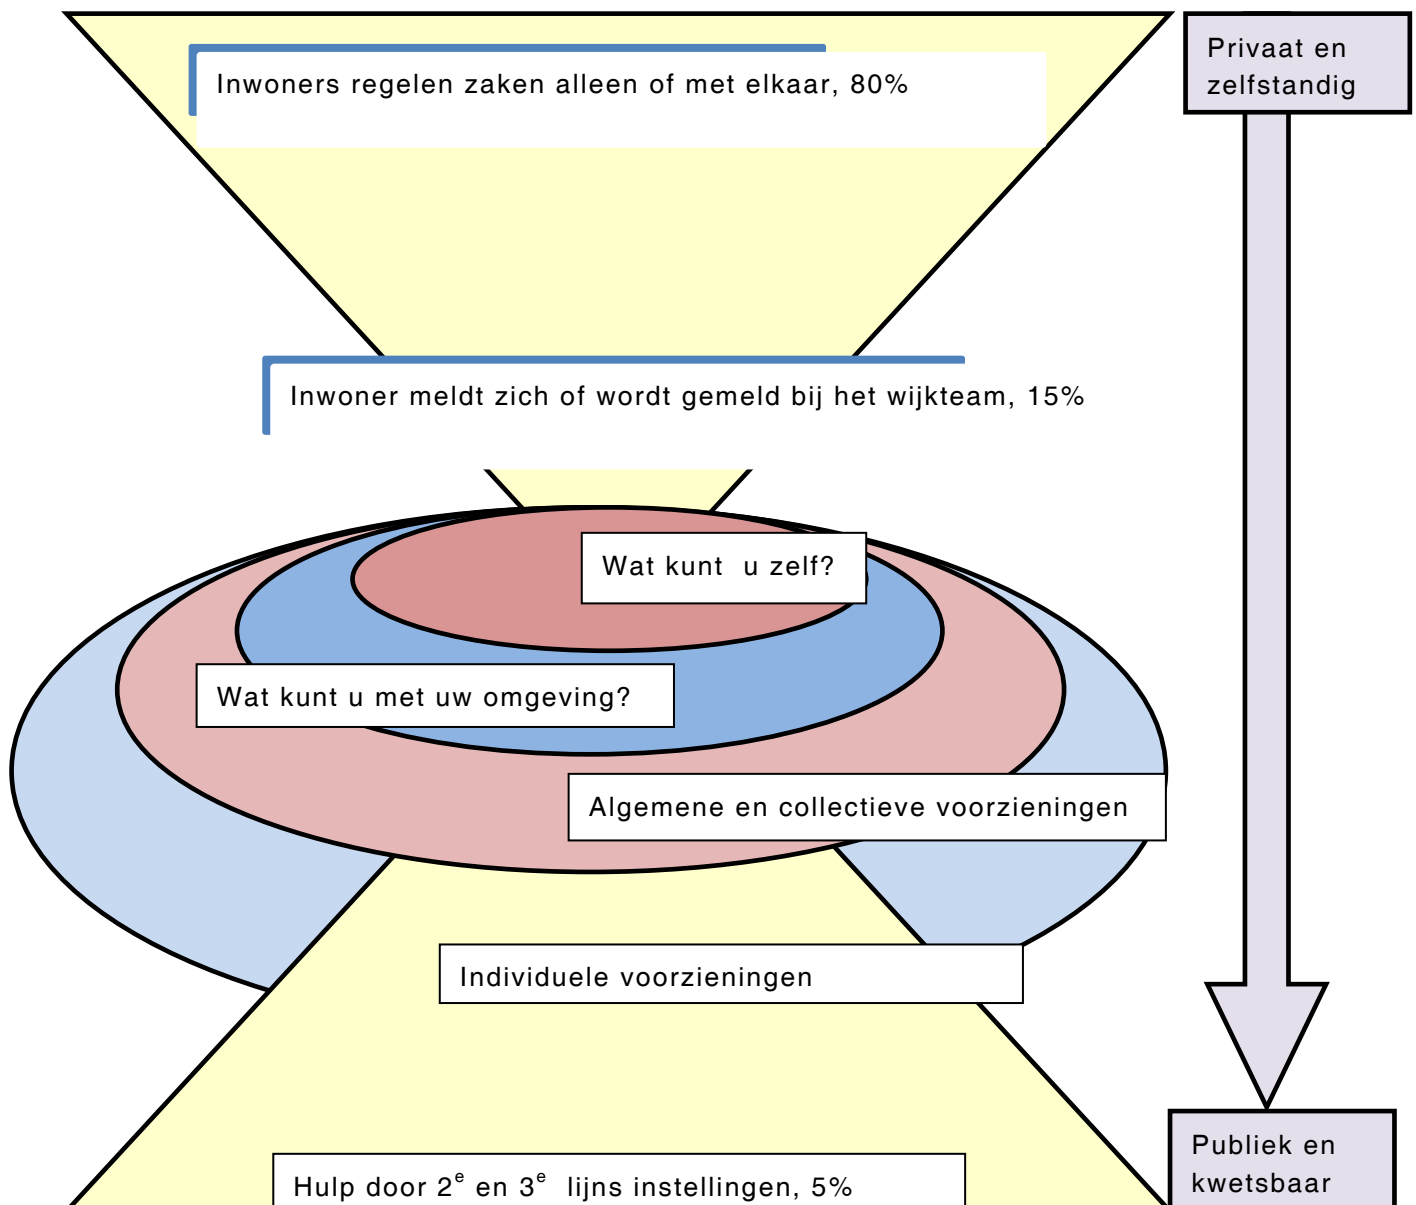 Inwoners regelen zaken alleen of met elkaar, 80%
Privaat en
zelfstandig
Inwoner meldt zich of wordt gemeld bij het wijkteam, 15%
Wat kunt  u zelf?
Wat kunt u met uw omgeving?
Algemene en collectieve voorzieningen
Individuele voorzieningen
Hulp door 2e en 3e  lijns instellingen, 5%
Publiek en
kwetsbaar